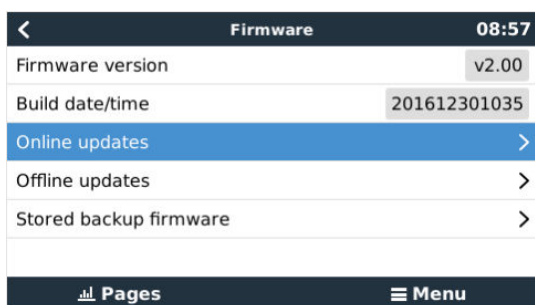 Firmware 08:57
Firmware version v2.00
Build date/time 201612301035
Online updates
Offline updates
Stored backup firmware
Pages Menu